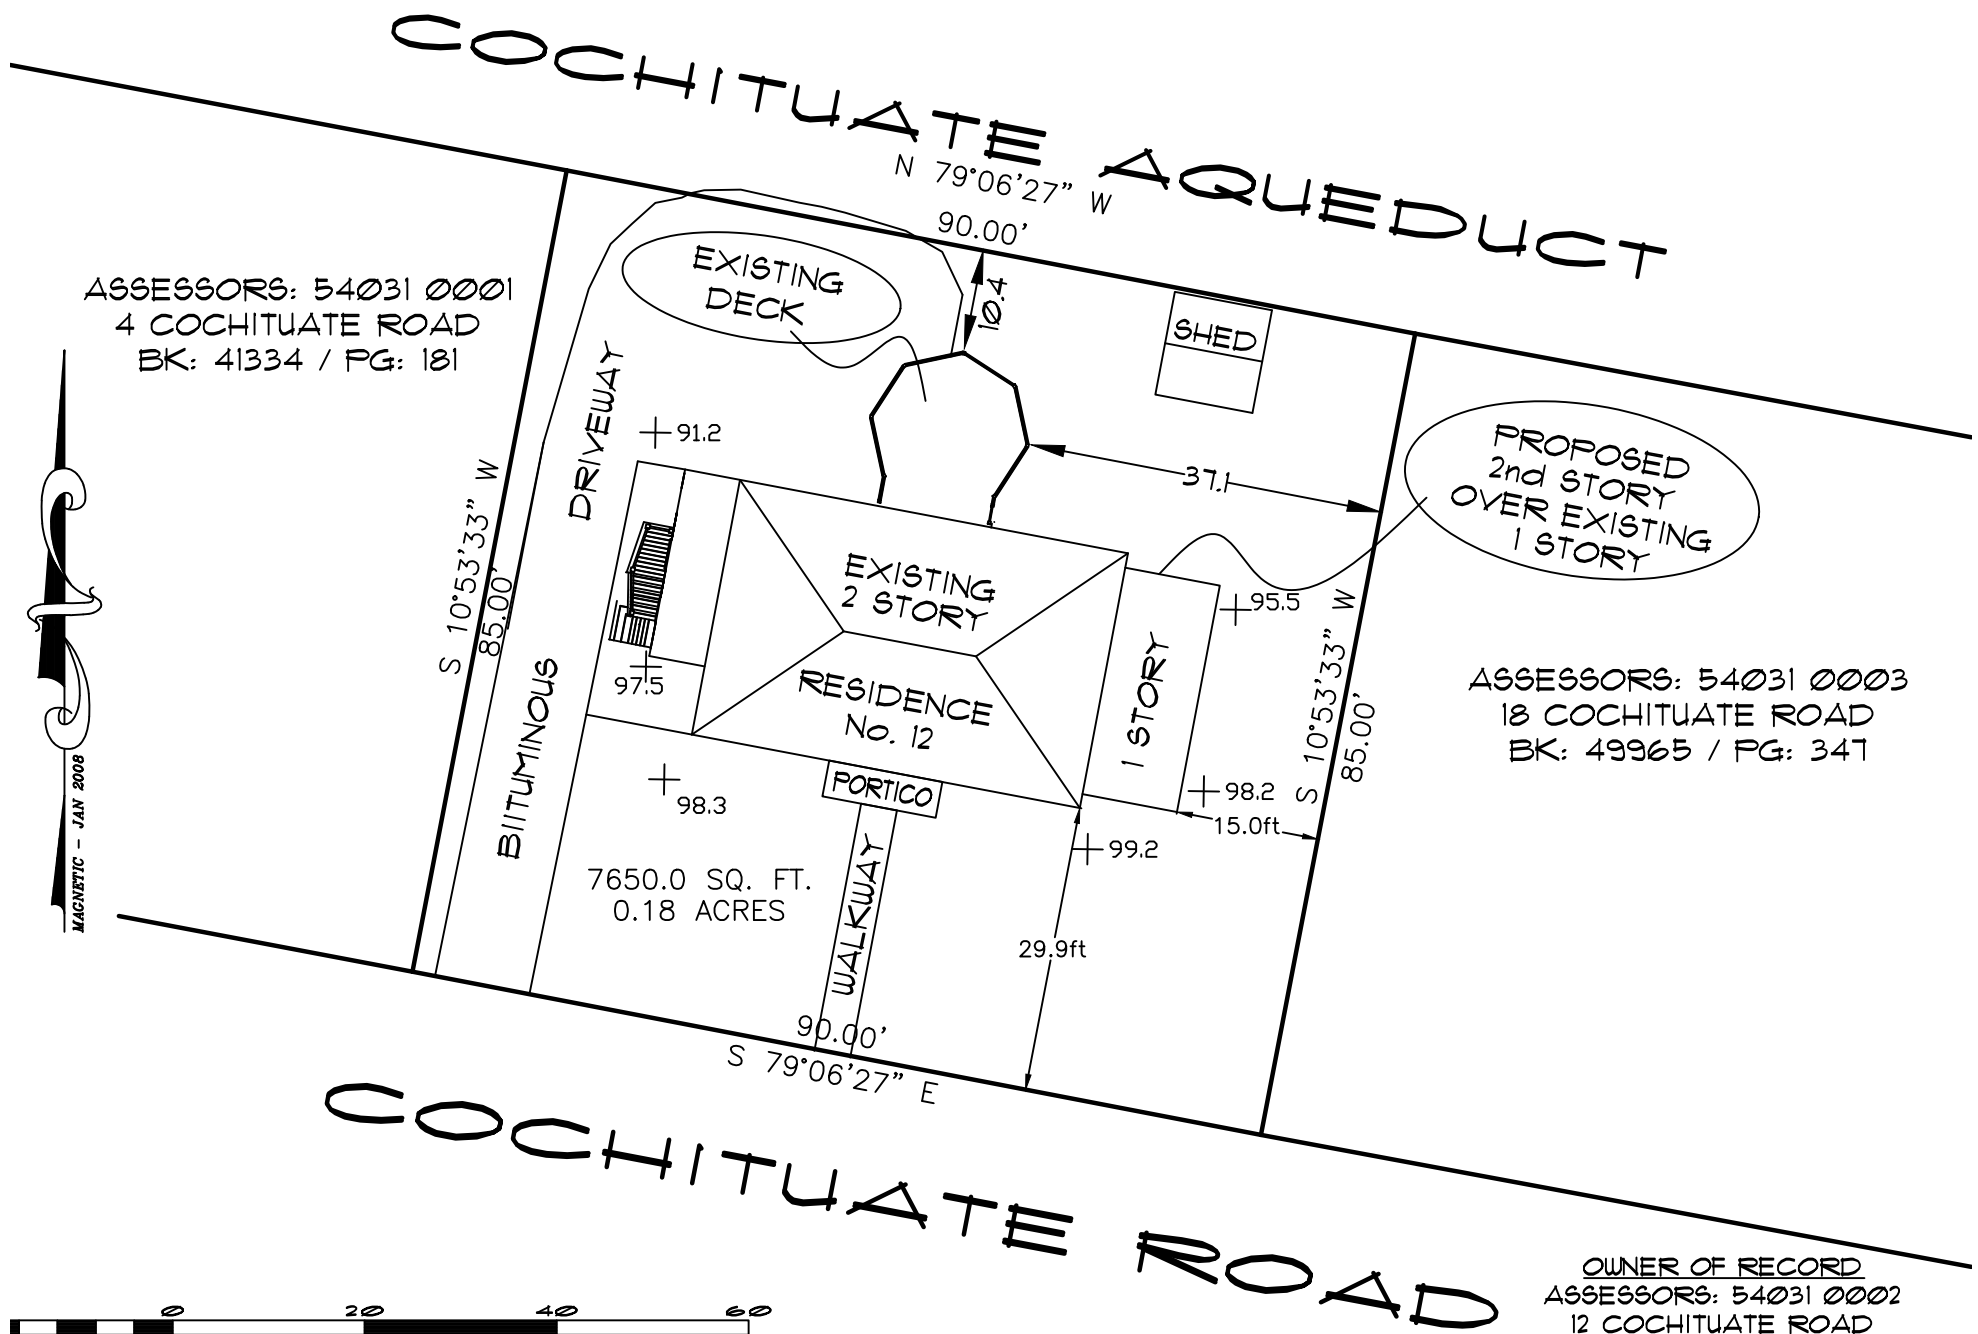 COCHITUATE AQUEDUCT
N 79°06'27" W
90.00'
ASSESSORS: 54031 0001
4 COCHITUATE ROAD
BK: 41334 / PG: 181
EXISTING
DECK
10.4
SHED
DRIVEWAY
91.2
37.1
PROPOSED
2nd STORY
OVER EXISTING
1 STORY
S 10°53'33" W
85.00'
EXISTING
2 STORY
95.5
97.5
RESIDENCE
No. 12
1 STORY
S 10°53'33" W
85.00'
ASSESSORS: 54031 0003
18 COCHITUATE ROAD
BK: 49965 / PG: 347
BIITUMINOUS
PORTICO
98.3
98.2
15.0ft
99.2
MAGNETIC - JAN 2008
7650.0 SQ. FT.
0.18 ACRES
WALKWAY
29.9ft
90.00'
S 79°06'27" E
COCHITUATE ROAD
OWNER OF RECORD
ASSESSORS: 54031 0002
12 COCHITUATE ROAD
0 20 40 60